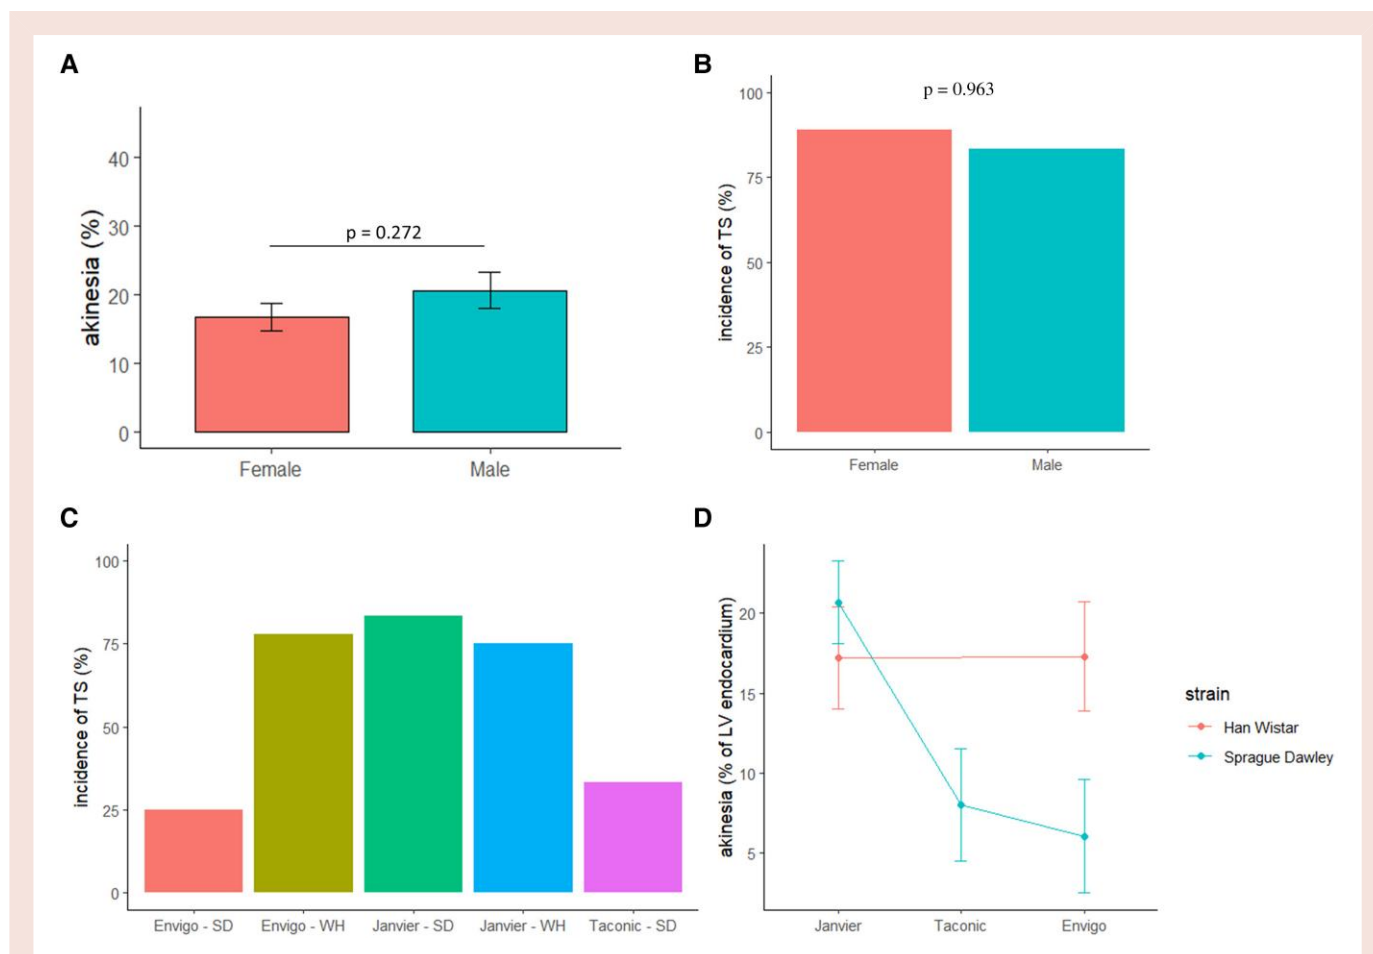 A
p = 0.272
akinesia (%)
40
30
20
10
0
Female Male
B
p = 0.963
incidence of TS (%)
100
75
50
25
0
Female Male
C
incidence of TS (%)
100
75
50
25
0
Envigo - SD Envigo - WH Janvier - SD Janvier - WH Taconic - SD
D
akinesia (% of LV endocardium)
20
15
10
5
Janvier Taconic Envigo
strain
Han Wistar
Sprague Dawley